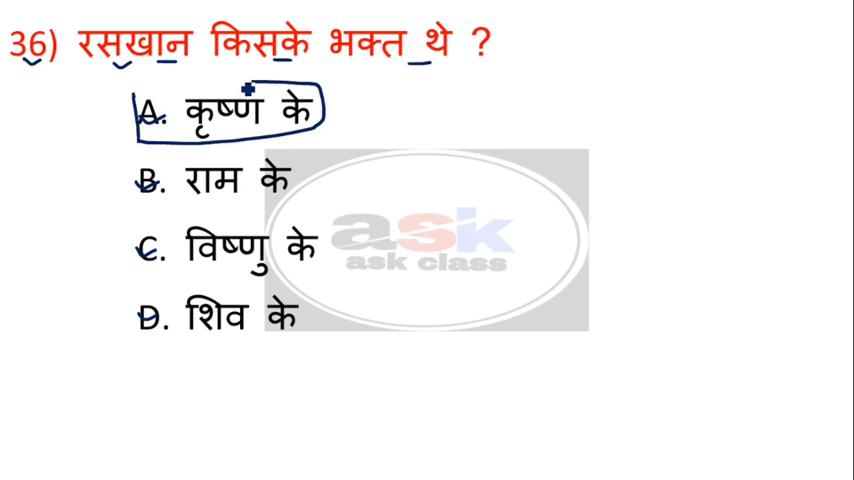 36) रसखान किसके भक्त थे ?
A. कृष्ण के
B. राम के
C. विष्णु के
D. शिव के
ask
ask class